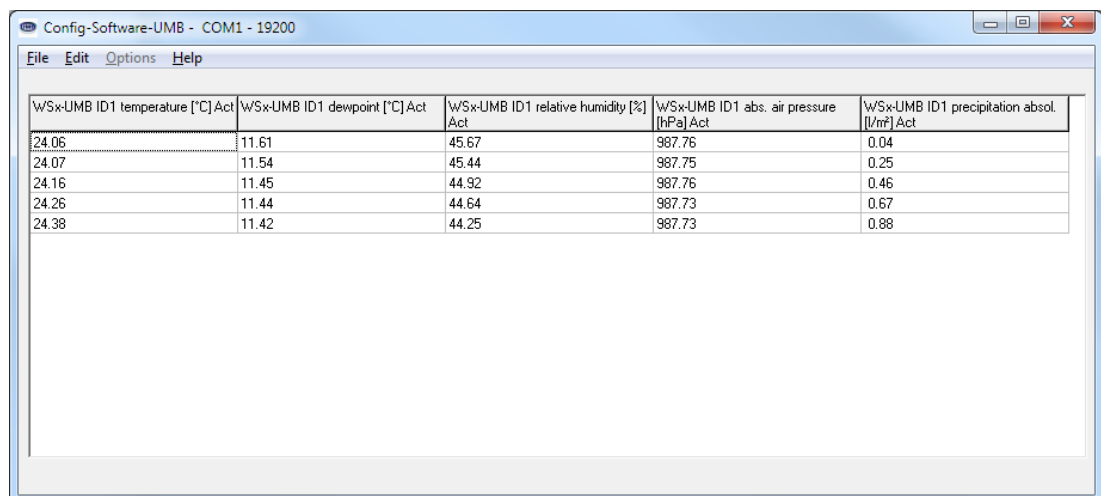 Config-Software-UMB - COM1 - 19200
File Edit Options Help
WSx-UMB ID1 temperature [°C] Act WSx-UMB ID1 dewpoint [°C] Act WSx-UMB ID1 relative humidity [%] Act WSx-UMB ID1 abs. air pressure [hPa] Act WSx-UMB ID1 precipitation absol. [l/m²] Act
24.06 11.61 45.67 987.76 0.04
24.07 11.54 45.44 987.75 0.25
24.16 11.45 44.92 987.76 0.46
24.26 11.44 44.64 987.73 0.67
24.38 11.42 44.25 987.73 0.88